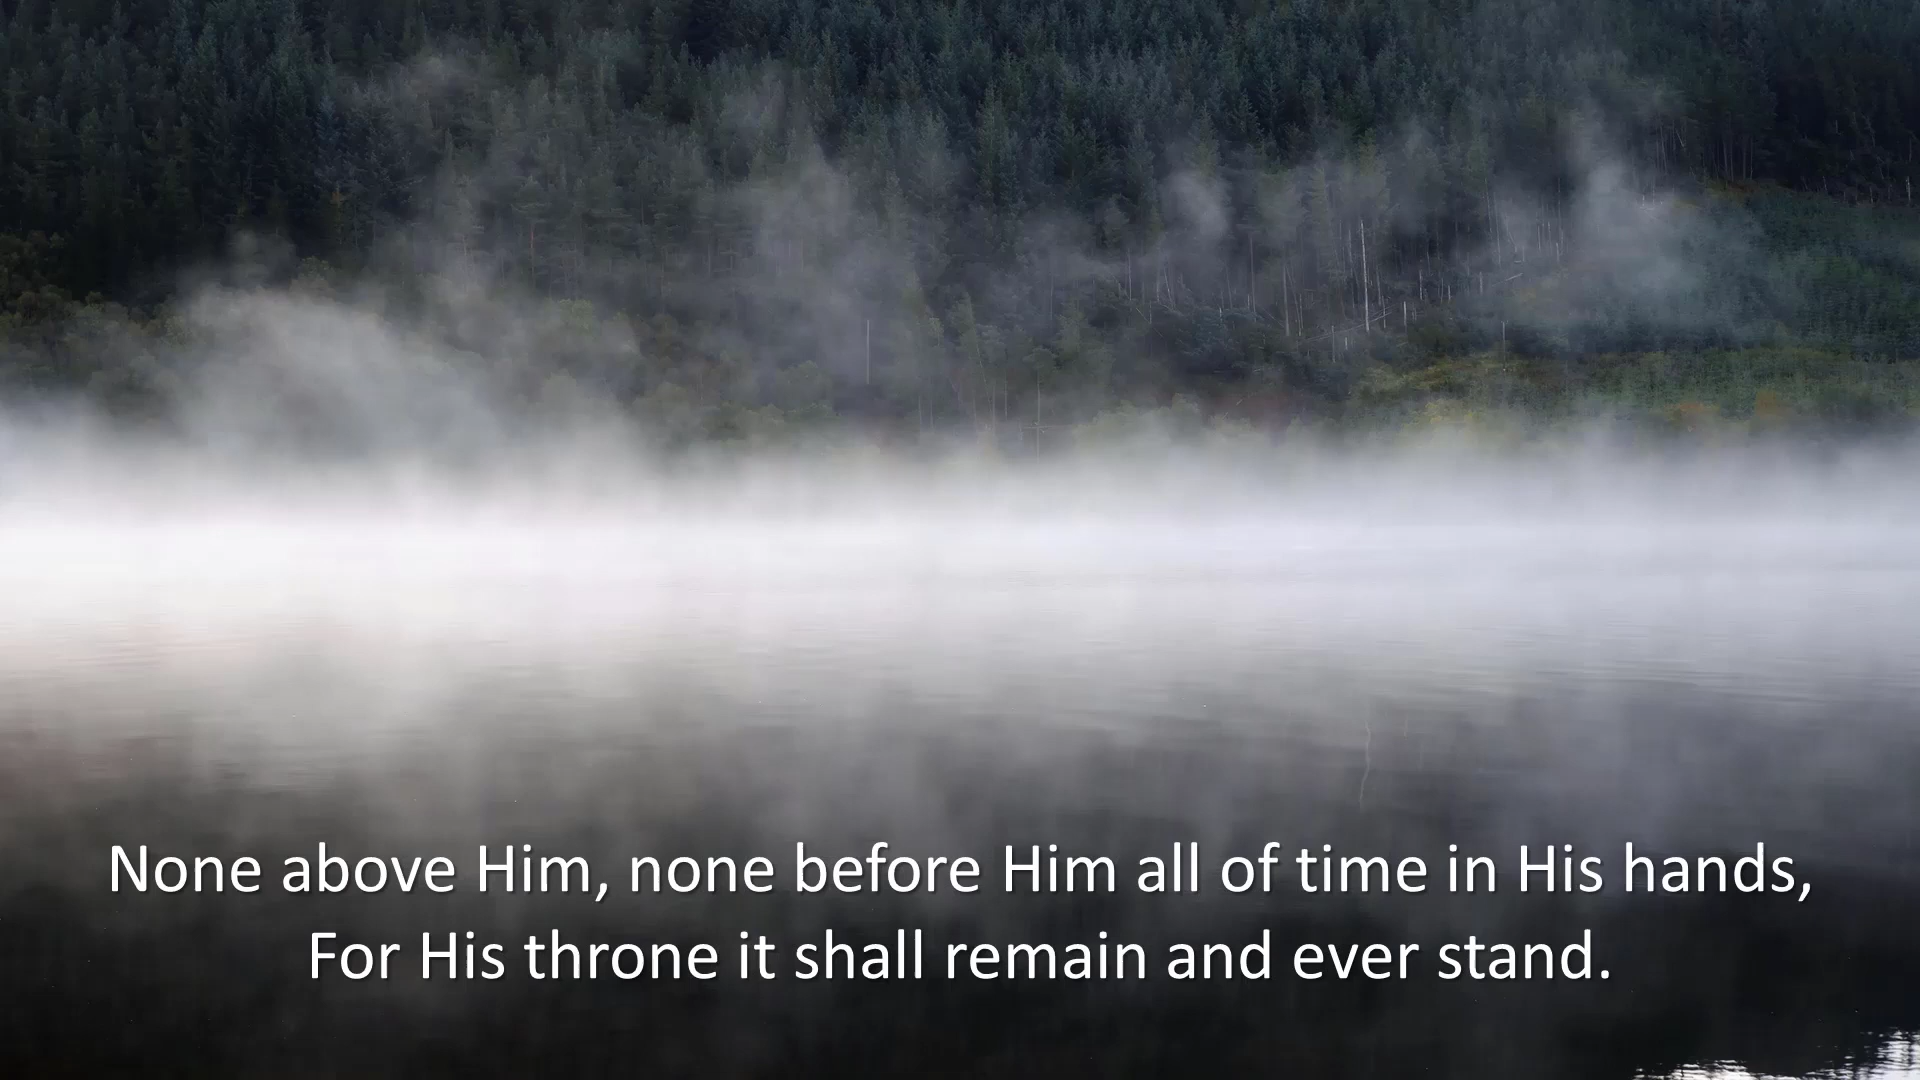 None above Him, none before Him all of time in His hands,
For His throne it shall remain and ever stand.